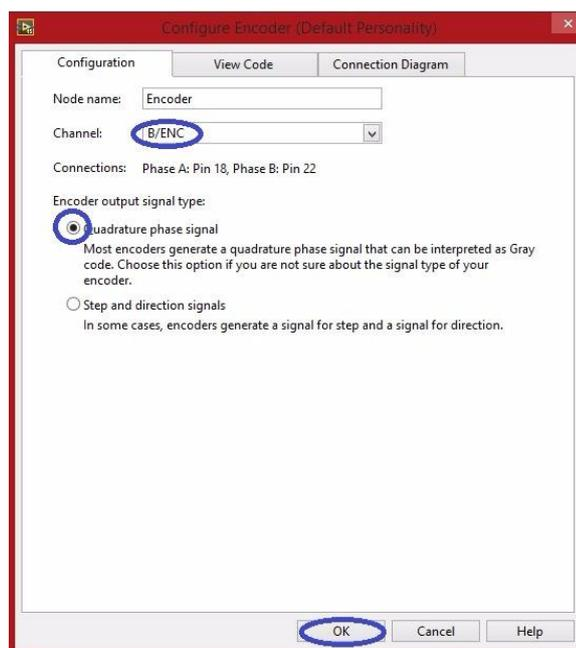 Configure Encoder (Default Personality)
Configuration
View Code
Connection Diagram
Node name:
Encoder
Channel:
B/ENC
Connections: Phase A: Pin 18, Phase B: Pin 22
Encoder output signal type:
Quadrature phase signal
Most encoders generate a quadrature phase signal that can be interpreted as Gray
code. Choose this option if you are not sure about the signal type of your
encoder.
Step and direction signals
In some cases, encoders generate a signal for step and a signal for direction.
OK
Cancel
Help